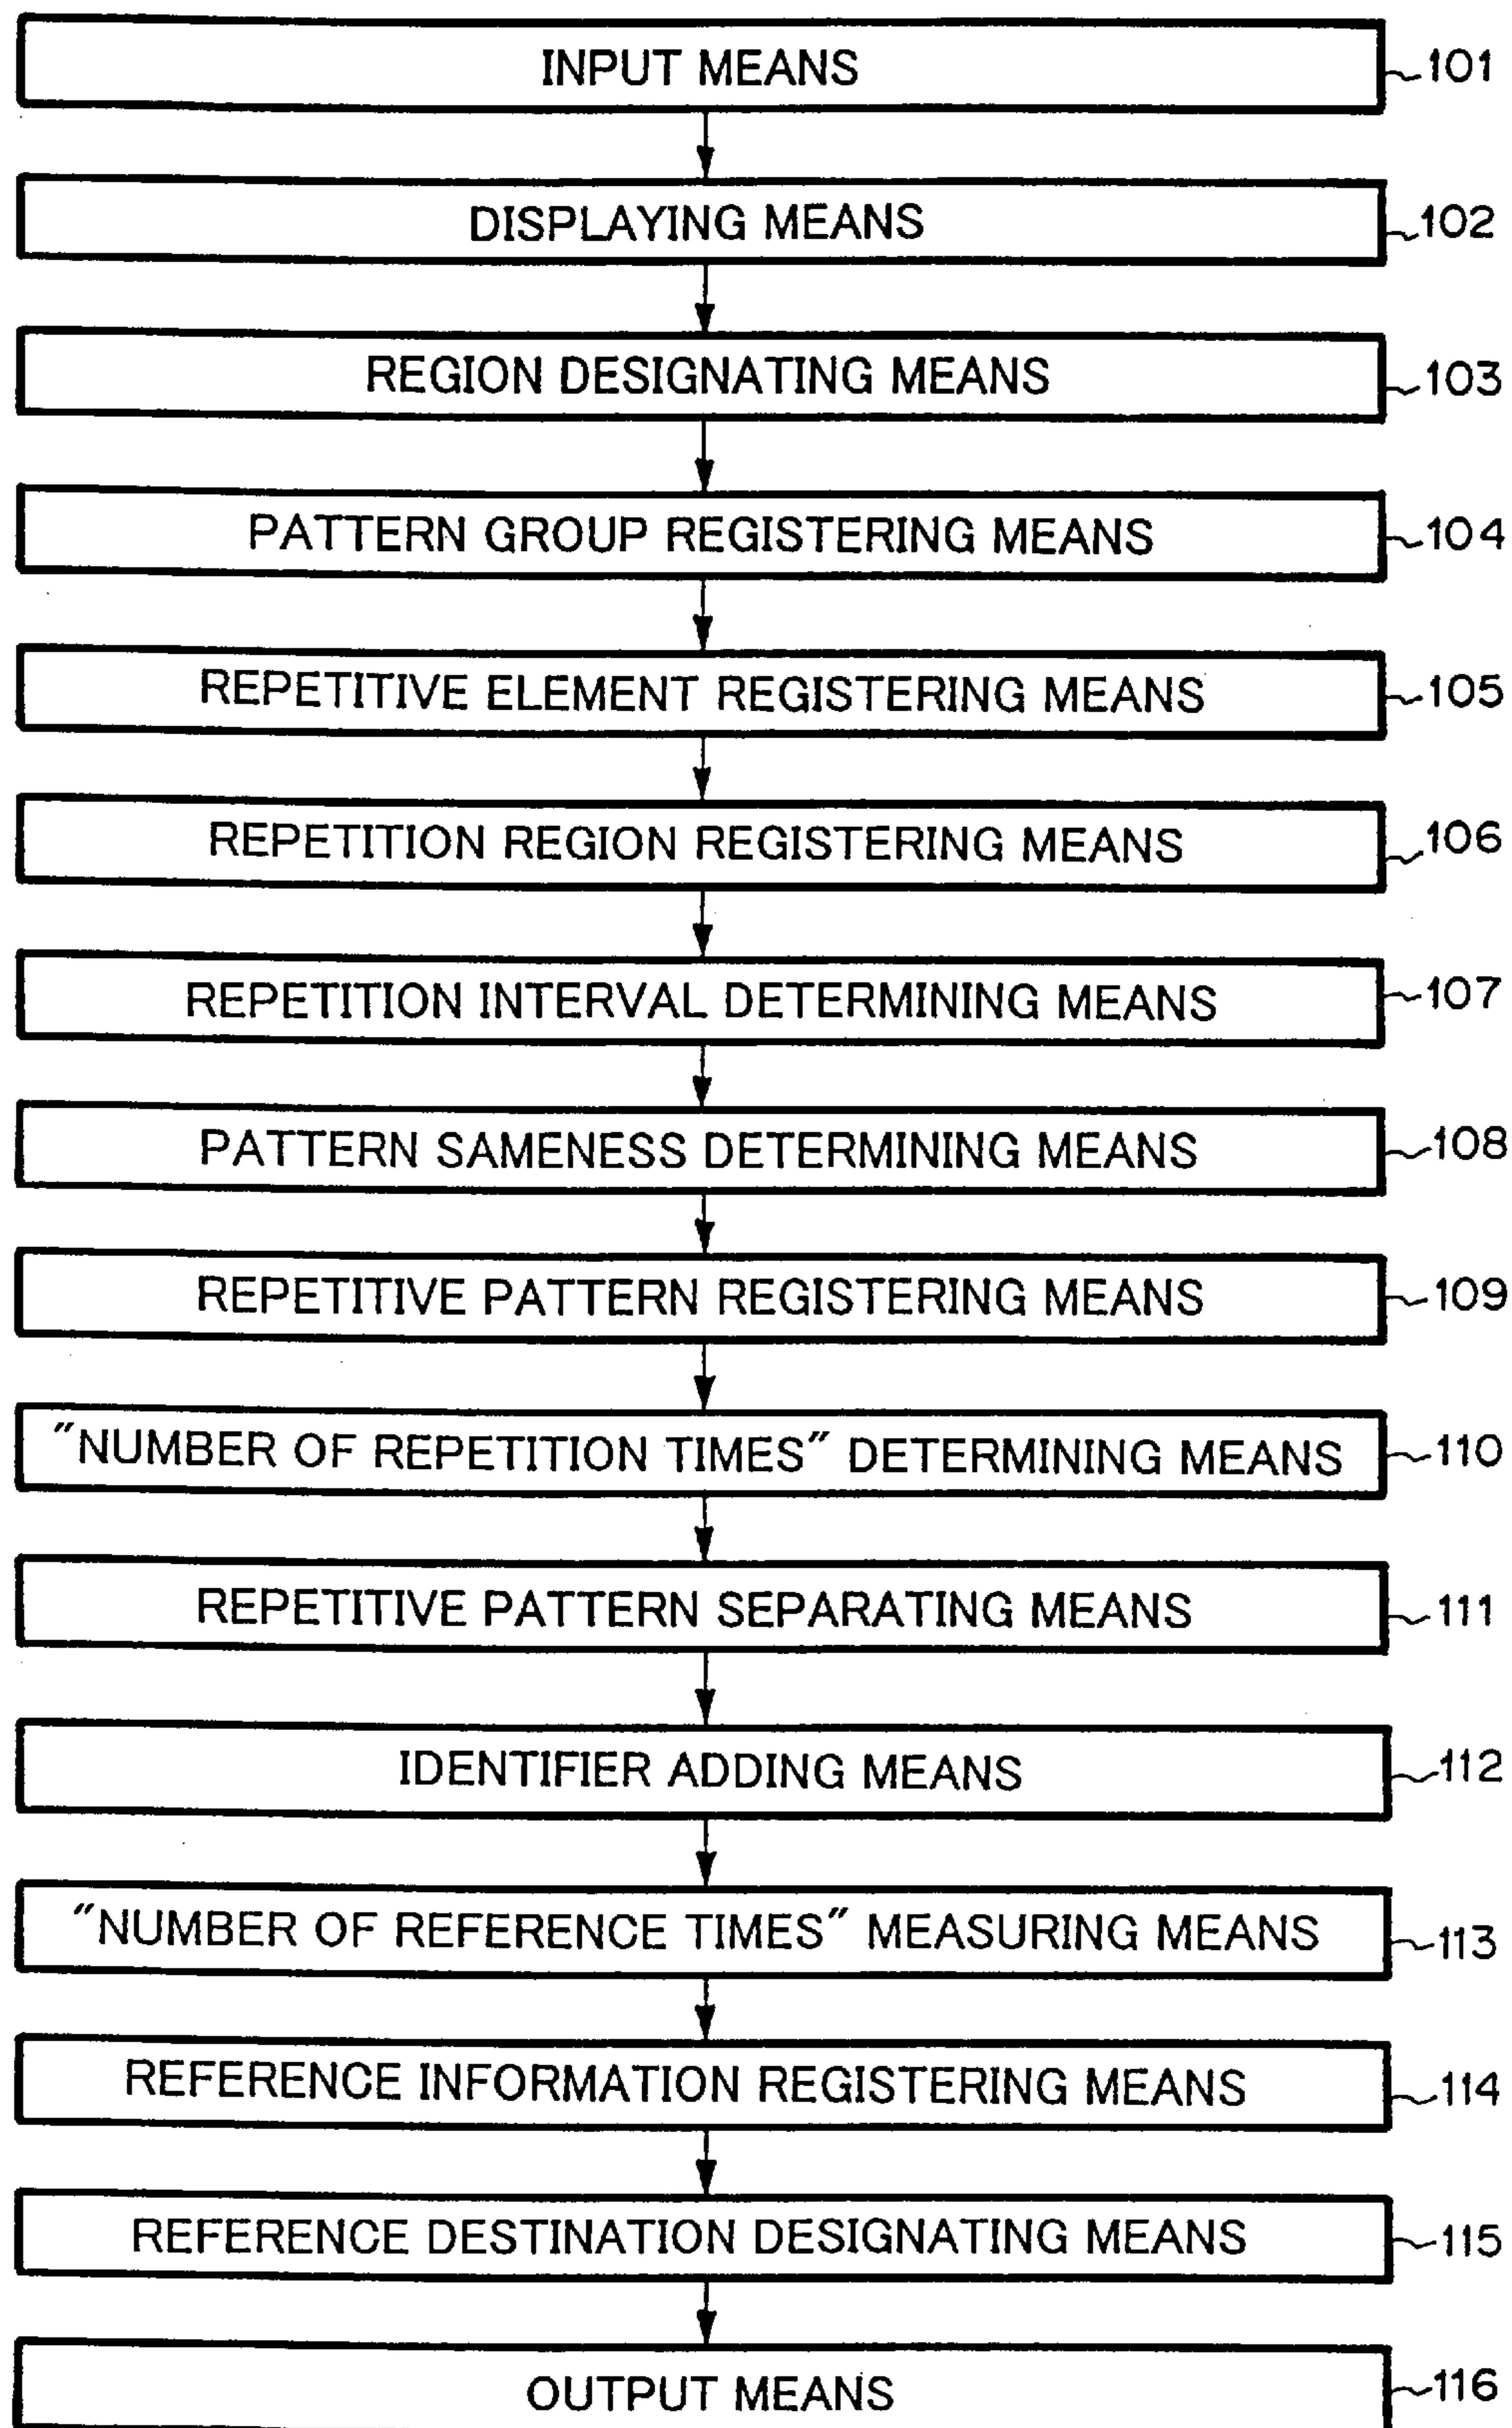 INPUT MEANS 101
DISPLAYING MEANS 102
REGION DESIGNATING MEANS 103
PATTERN GROUP REGISTERING MEANS 104
REPETITIVE ELEMENT REGISTERING MEANS 105
REPETITION REGION REGISTERING MEANS 106
REPETITION INTERVAL DETERMINING MEANS 107
PATTERN SAMENESS DETERMINING MEANS 108
REPETITIVE PATTERN REGISTERING MEANS 109
"NUMBER OF REPETITION TIMES" DETERMINING MEANS 110
REPETITIVE PATTERN SEPARATING MEANS 111
IDENTIFIER ADDING MEANS 112
"NUMBER OF REFERENCE TIMES" MEASURING MEANS 113
REFERENCE INFORMATION REGISTERING MEANS 114
REFERENCE DESTINATION DESIGNATING MEANS 115
OUTPUT MEANS 116